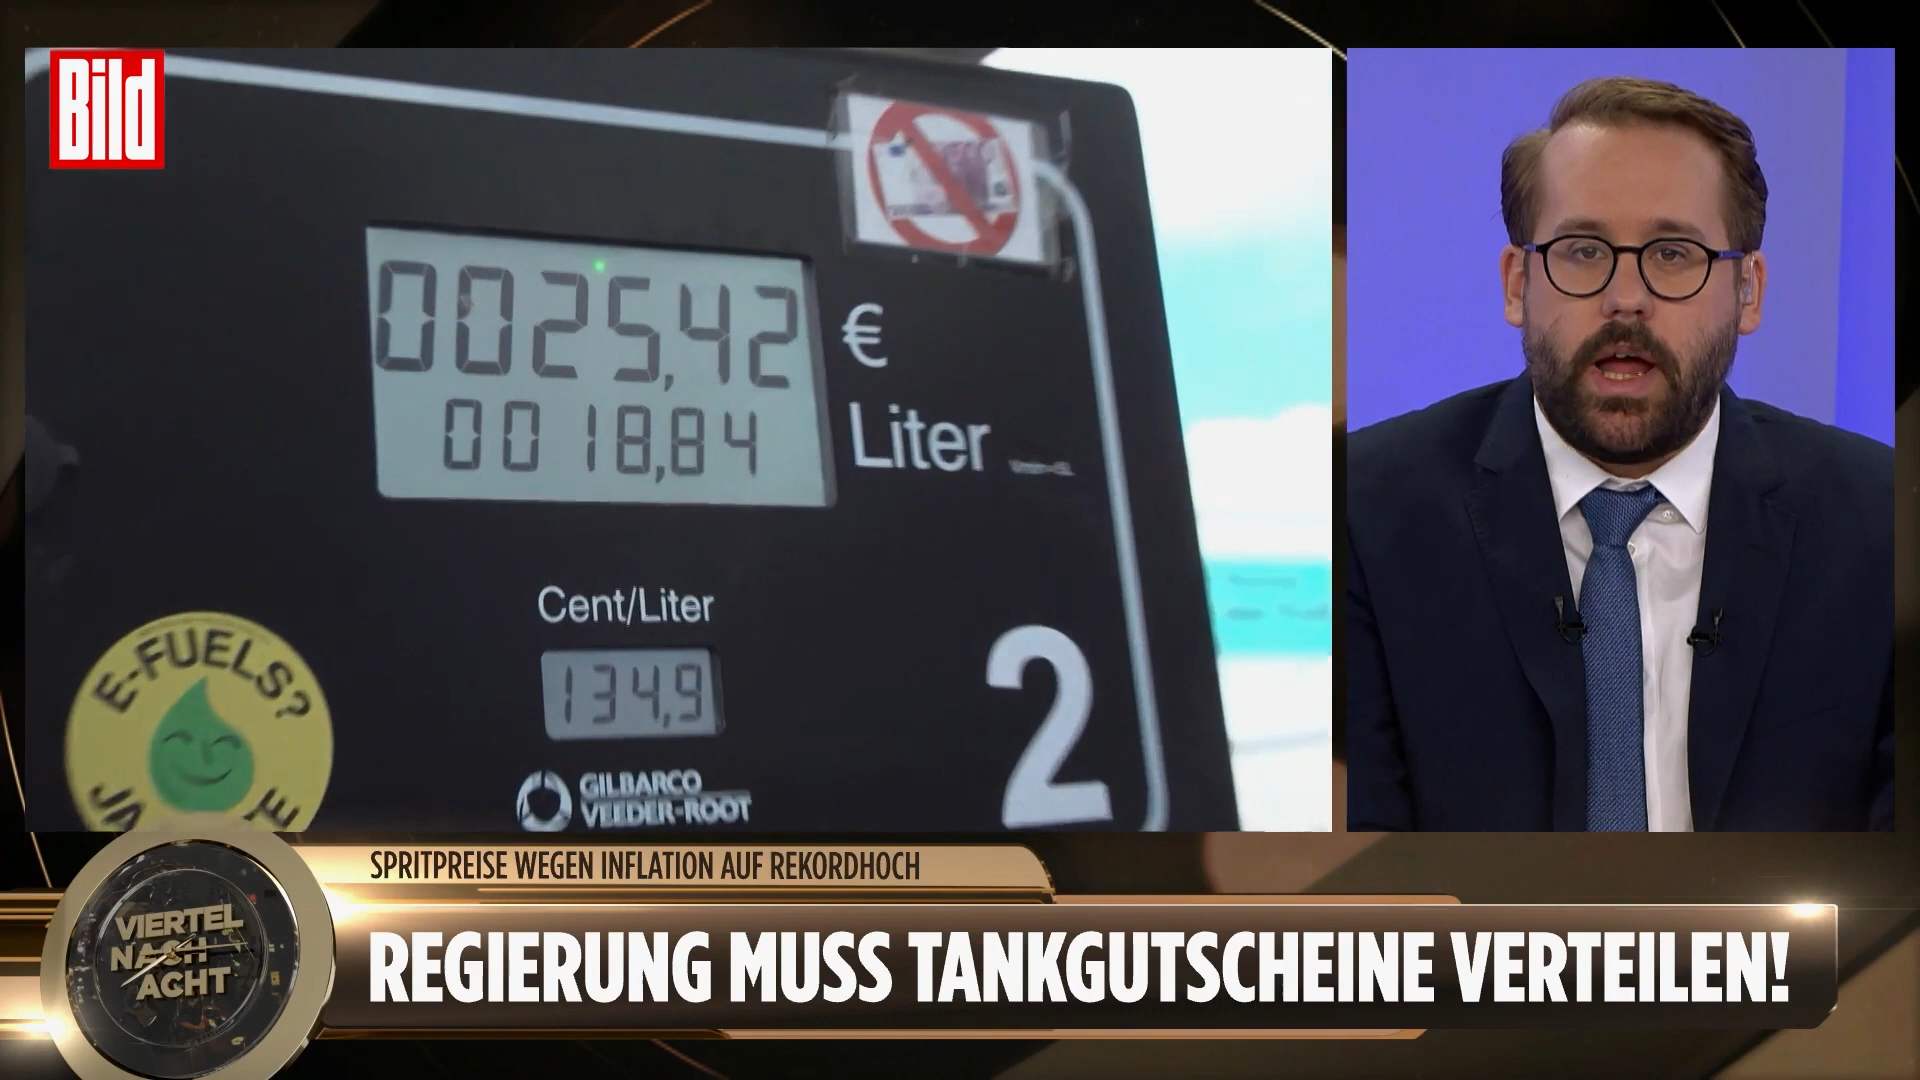 Bild
0025,42 €
0018,84 Liter
Cent/Liter
134,9
2
E-FUELS?
JA
GILBARCO
VEEDER-ROOT
SPRITPREISE WEGEN INFLATION AUF REKORDHOCH
REGIERUNG MUSS TANKGUTSCHEINE VERTEILEN!
VIERTEL
NACH
ACHT